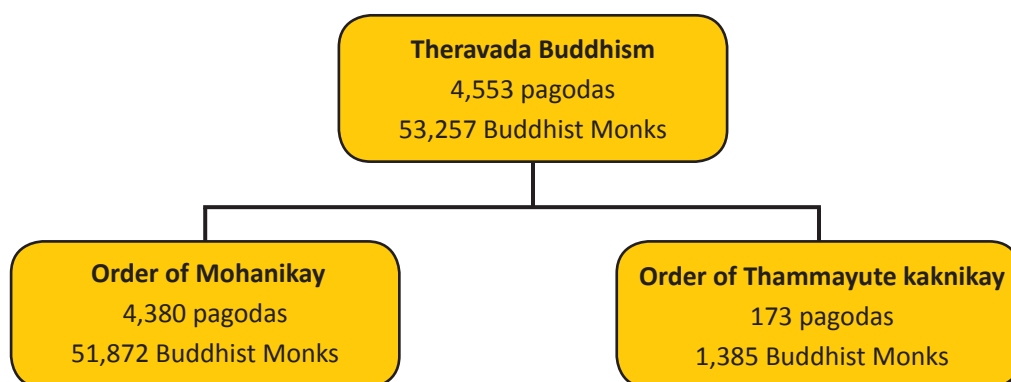 Theravada Buddhism
4,553 pagodas
53,257 Buddhist Monks
Order of Mohanikay
4,380 pagodas
51,872 Buddhist Monks
Order of Thammayute kaknikay
173 pagodas
1,385 Buddhist Monks